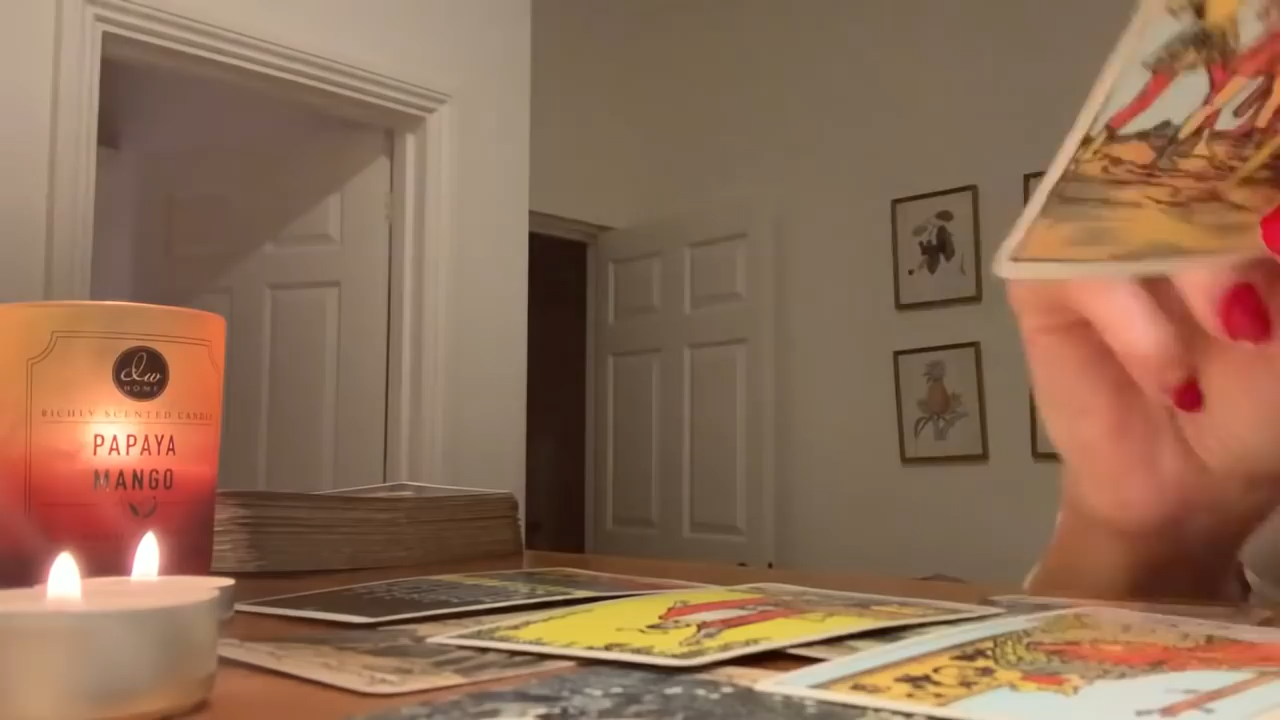 dw
HOME
RICHLY SCENTED CANDLE
PAPAYA
MANGO